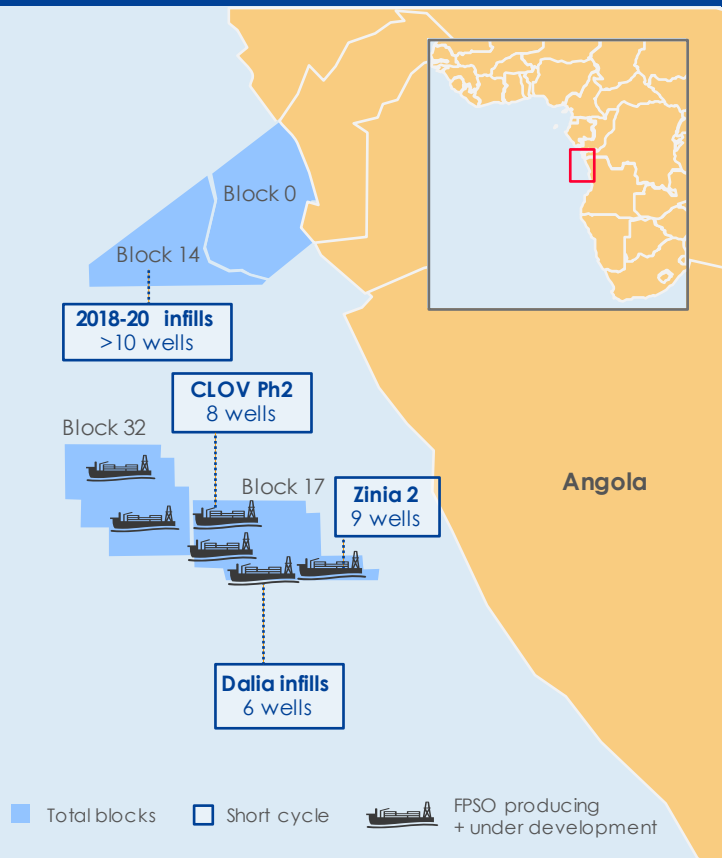 Block 0
Block 14
2018-20 infills
>10 wells
CLOV Ph2
8 wells
Block 32
Block 17
Zinia 2
9 wells
Angola
Dalia infills
6 wells
Total blocks
Short cycle
FPSO producing
+ under development